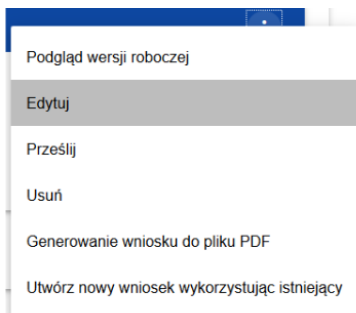 Podgląd wersji roboczej
Edytuj
Prześlij
Usuń
Generowanie wniosku do pliku PDF
Utwórz nowy wniosek wykorzystując istniejący